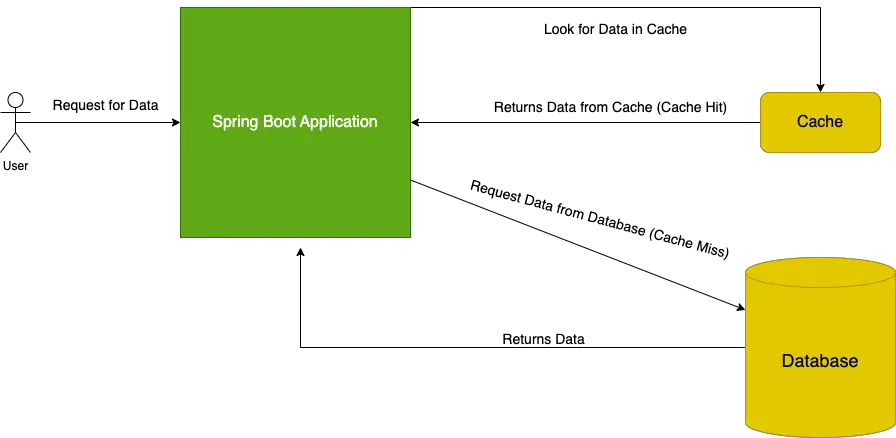 Look for Data in Cache
Request for Data
Spring Boot Application
Returns Data from Cache (Cache Hit)
Cache
User
Request Data from Database (Cache Miss)
Returns Data
Database